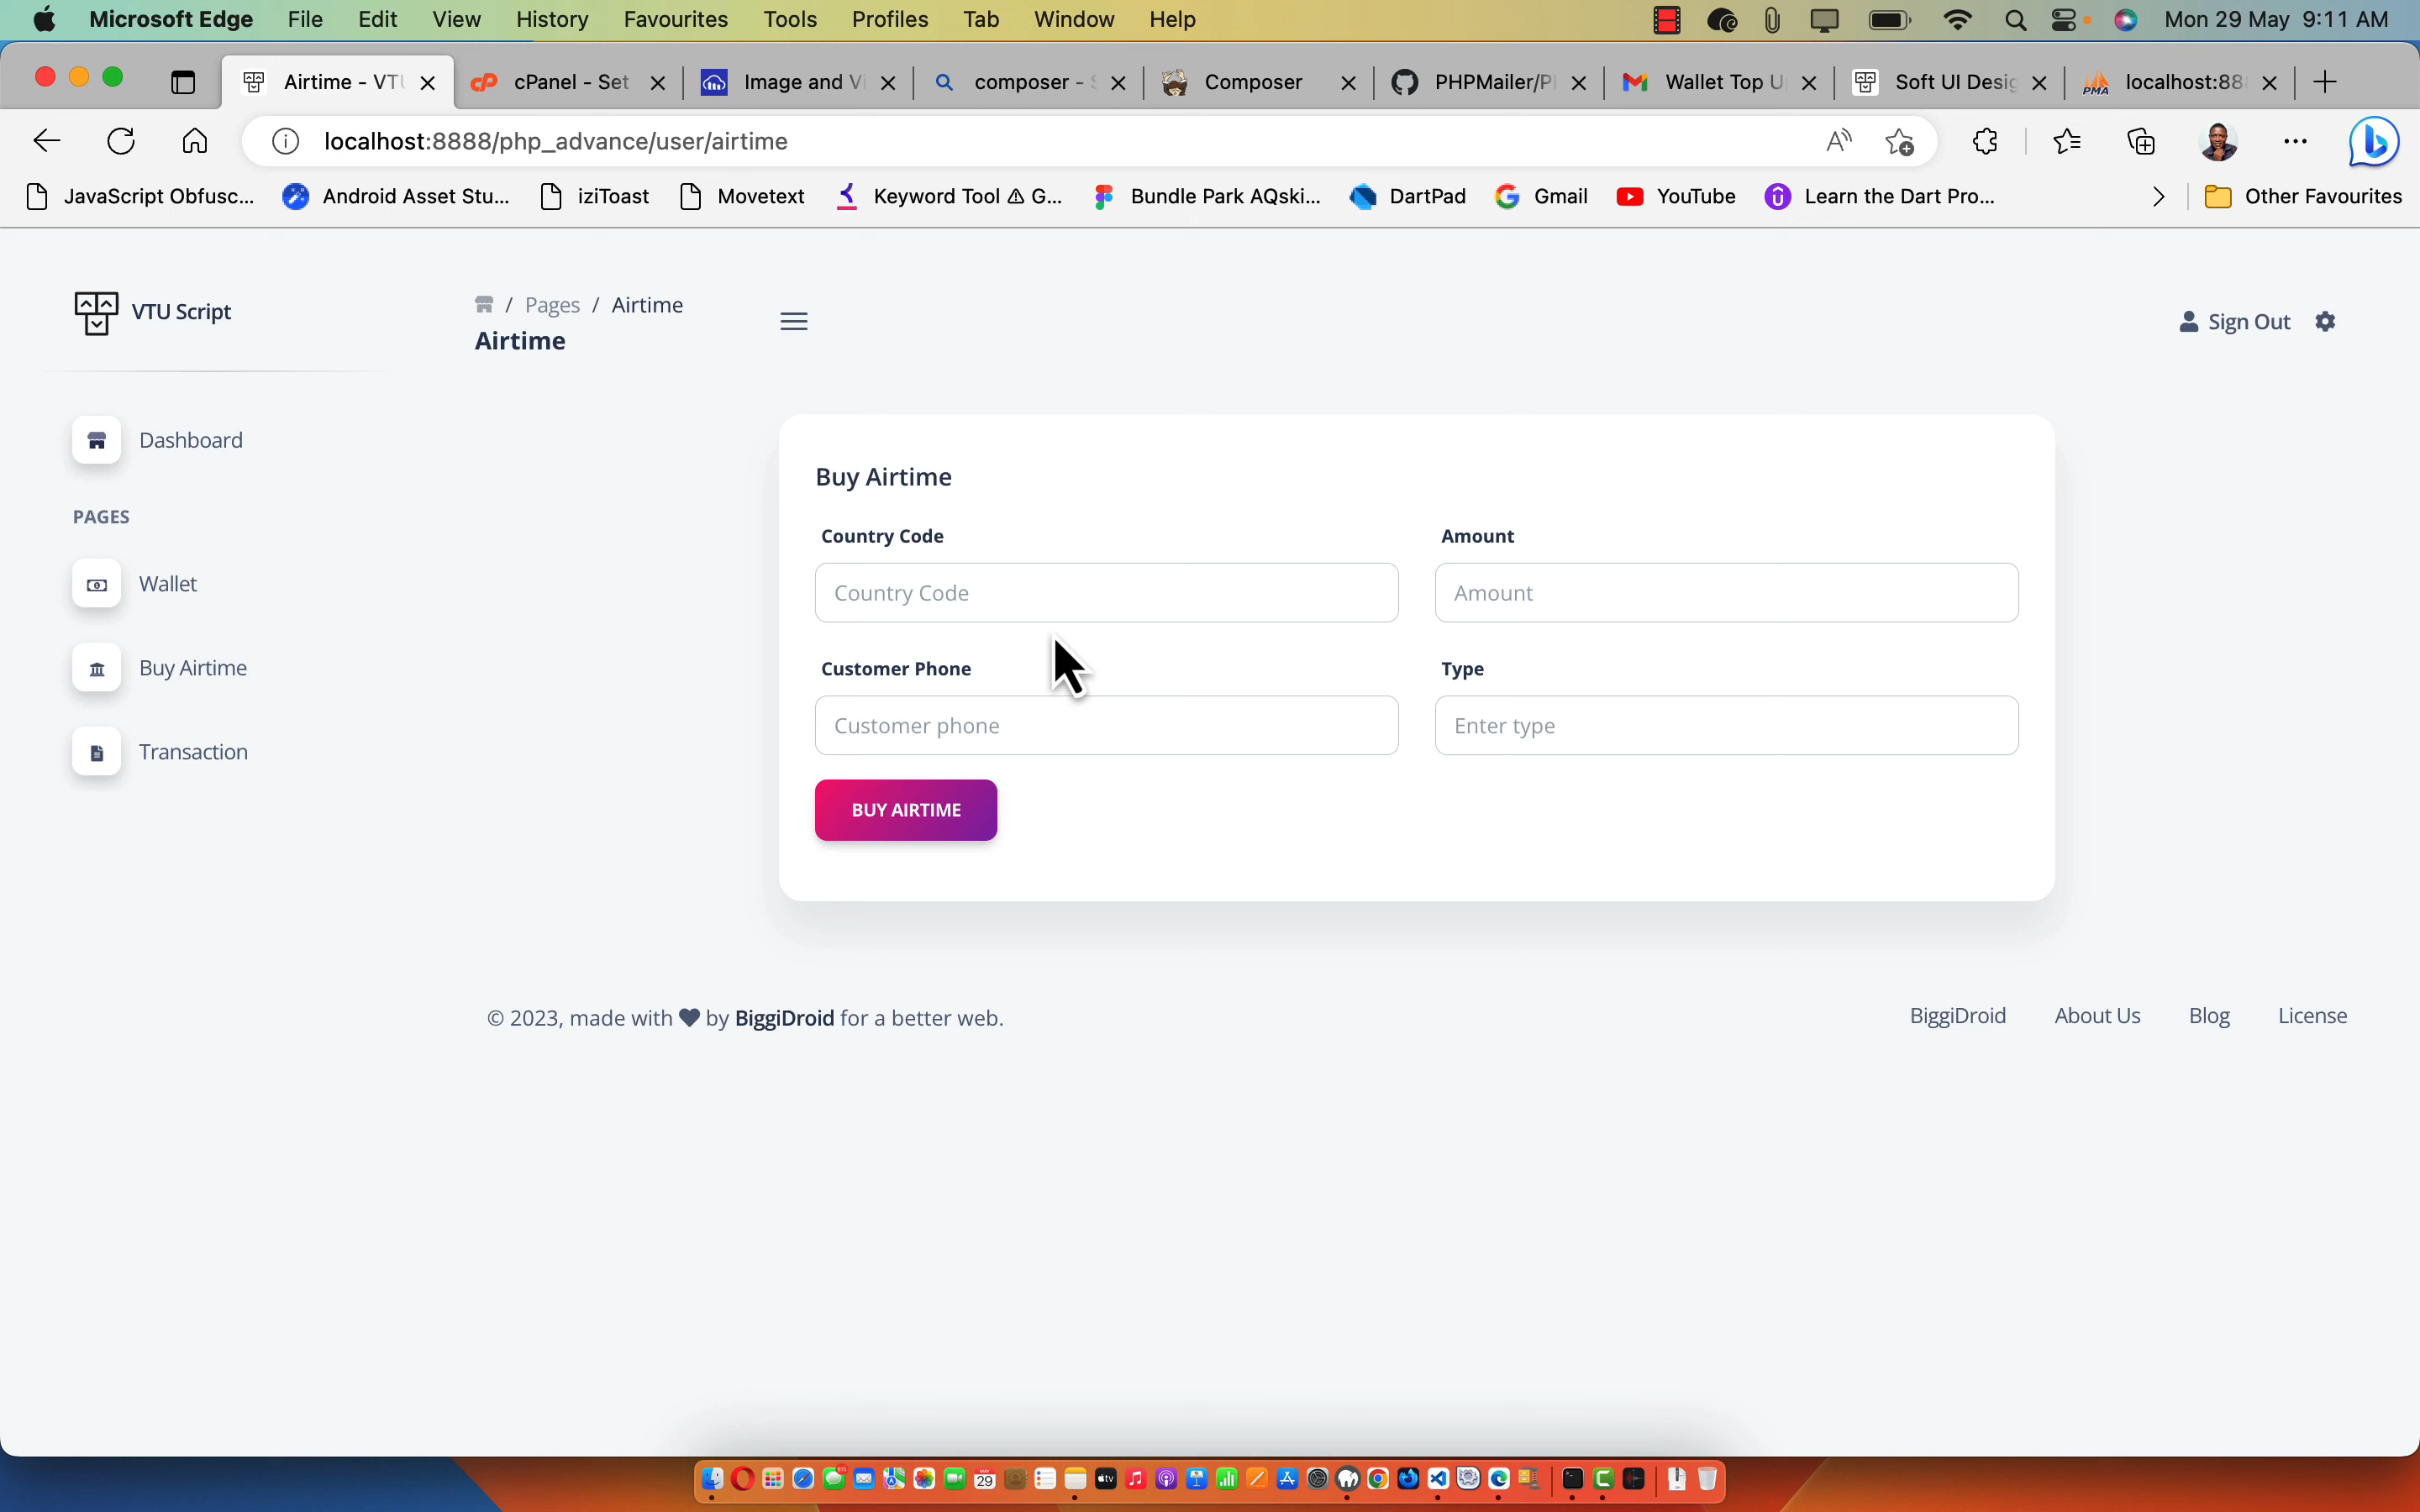 Microsoft Edge File Edit View History Favourites Tools Profiles Tab Window Help Mon 29 May 9:11 AM
Airtime - VTU cPanel - Set Image and Vi composer - S Composer PHPMailer/P Wallet Top U Soft UI Desig localhost:88
localhost:8888/php_advance/user/airtime
JavaScript Obfusc... Android Asset Stu... iziToast Movetext Keyword Tool ⚠ G... Bundle Park AQski... DartPad Gmail YouTube Learn the Dart Pro... Other Favourites
VTU Script
/ Pages / Airtime
Airtime
Sign Out
Dashboard
PAGES
Wallet
Buy Airtime
Transaction
Buy Airtime
Country Code Amount
Country Code Amount
Customer Phone Type
Customer phone Enter type
BUY AIRTIME
© 2023, made with ♥ by BiggiDroid for a better web.
BiggiDroid About Us Blog License